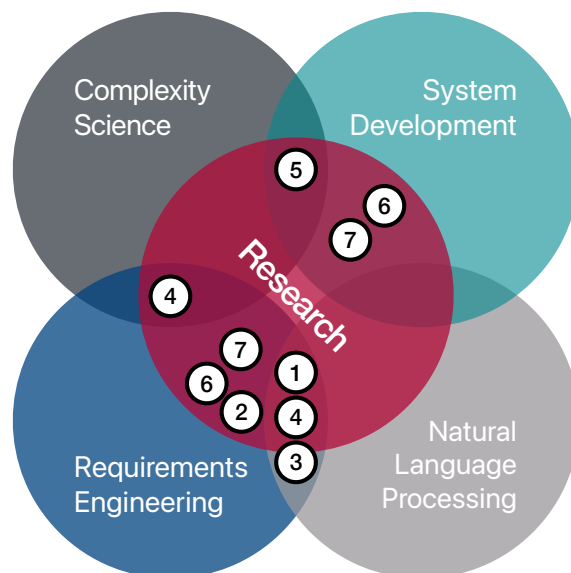 Complexity
Science
System
Development
5
6
7
Research
4
7
1
6
2
4
3
Requirements
Engineering
Natural
Language
Processing